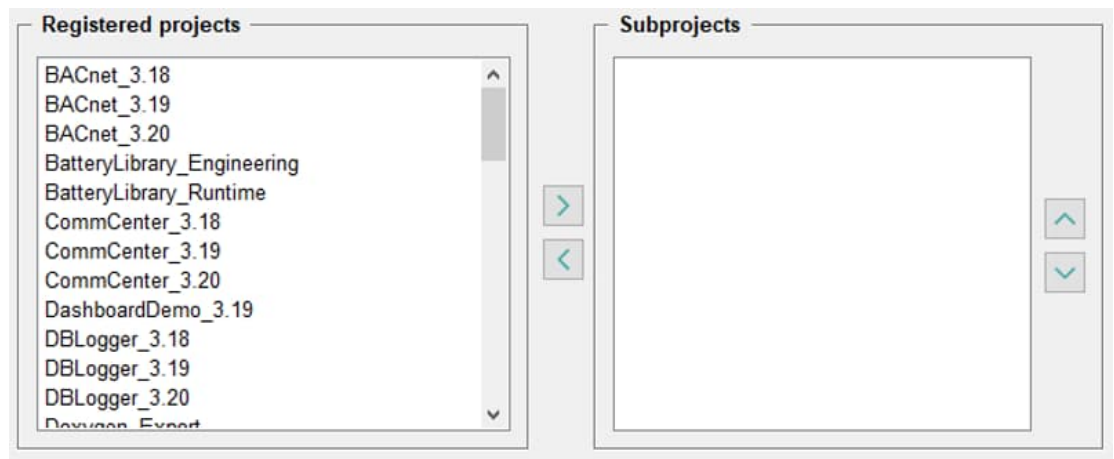 Registered projects
BACnet_3.18
BACnet_3.19
BACnet_3.20
BatteryLibrary_Engineering
BatteryLibrary_Runtime
CommCenter_3.18
CommCenter_3.19
CommCenter_3.20
DashboardDemo_3.19
DBLogger_3.18
DBLogger_3.19
DBLogger_3.20
Doxygen_Export
Subprojects